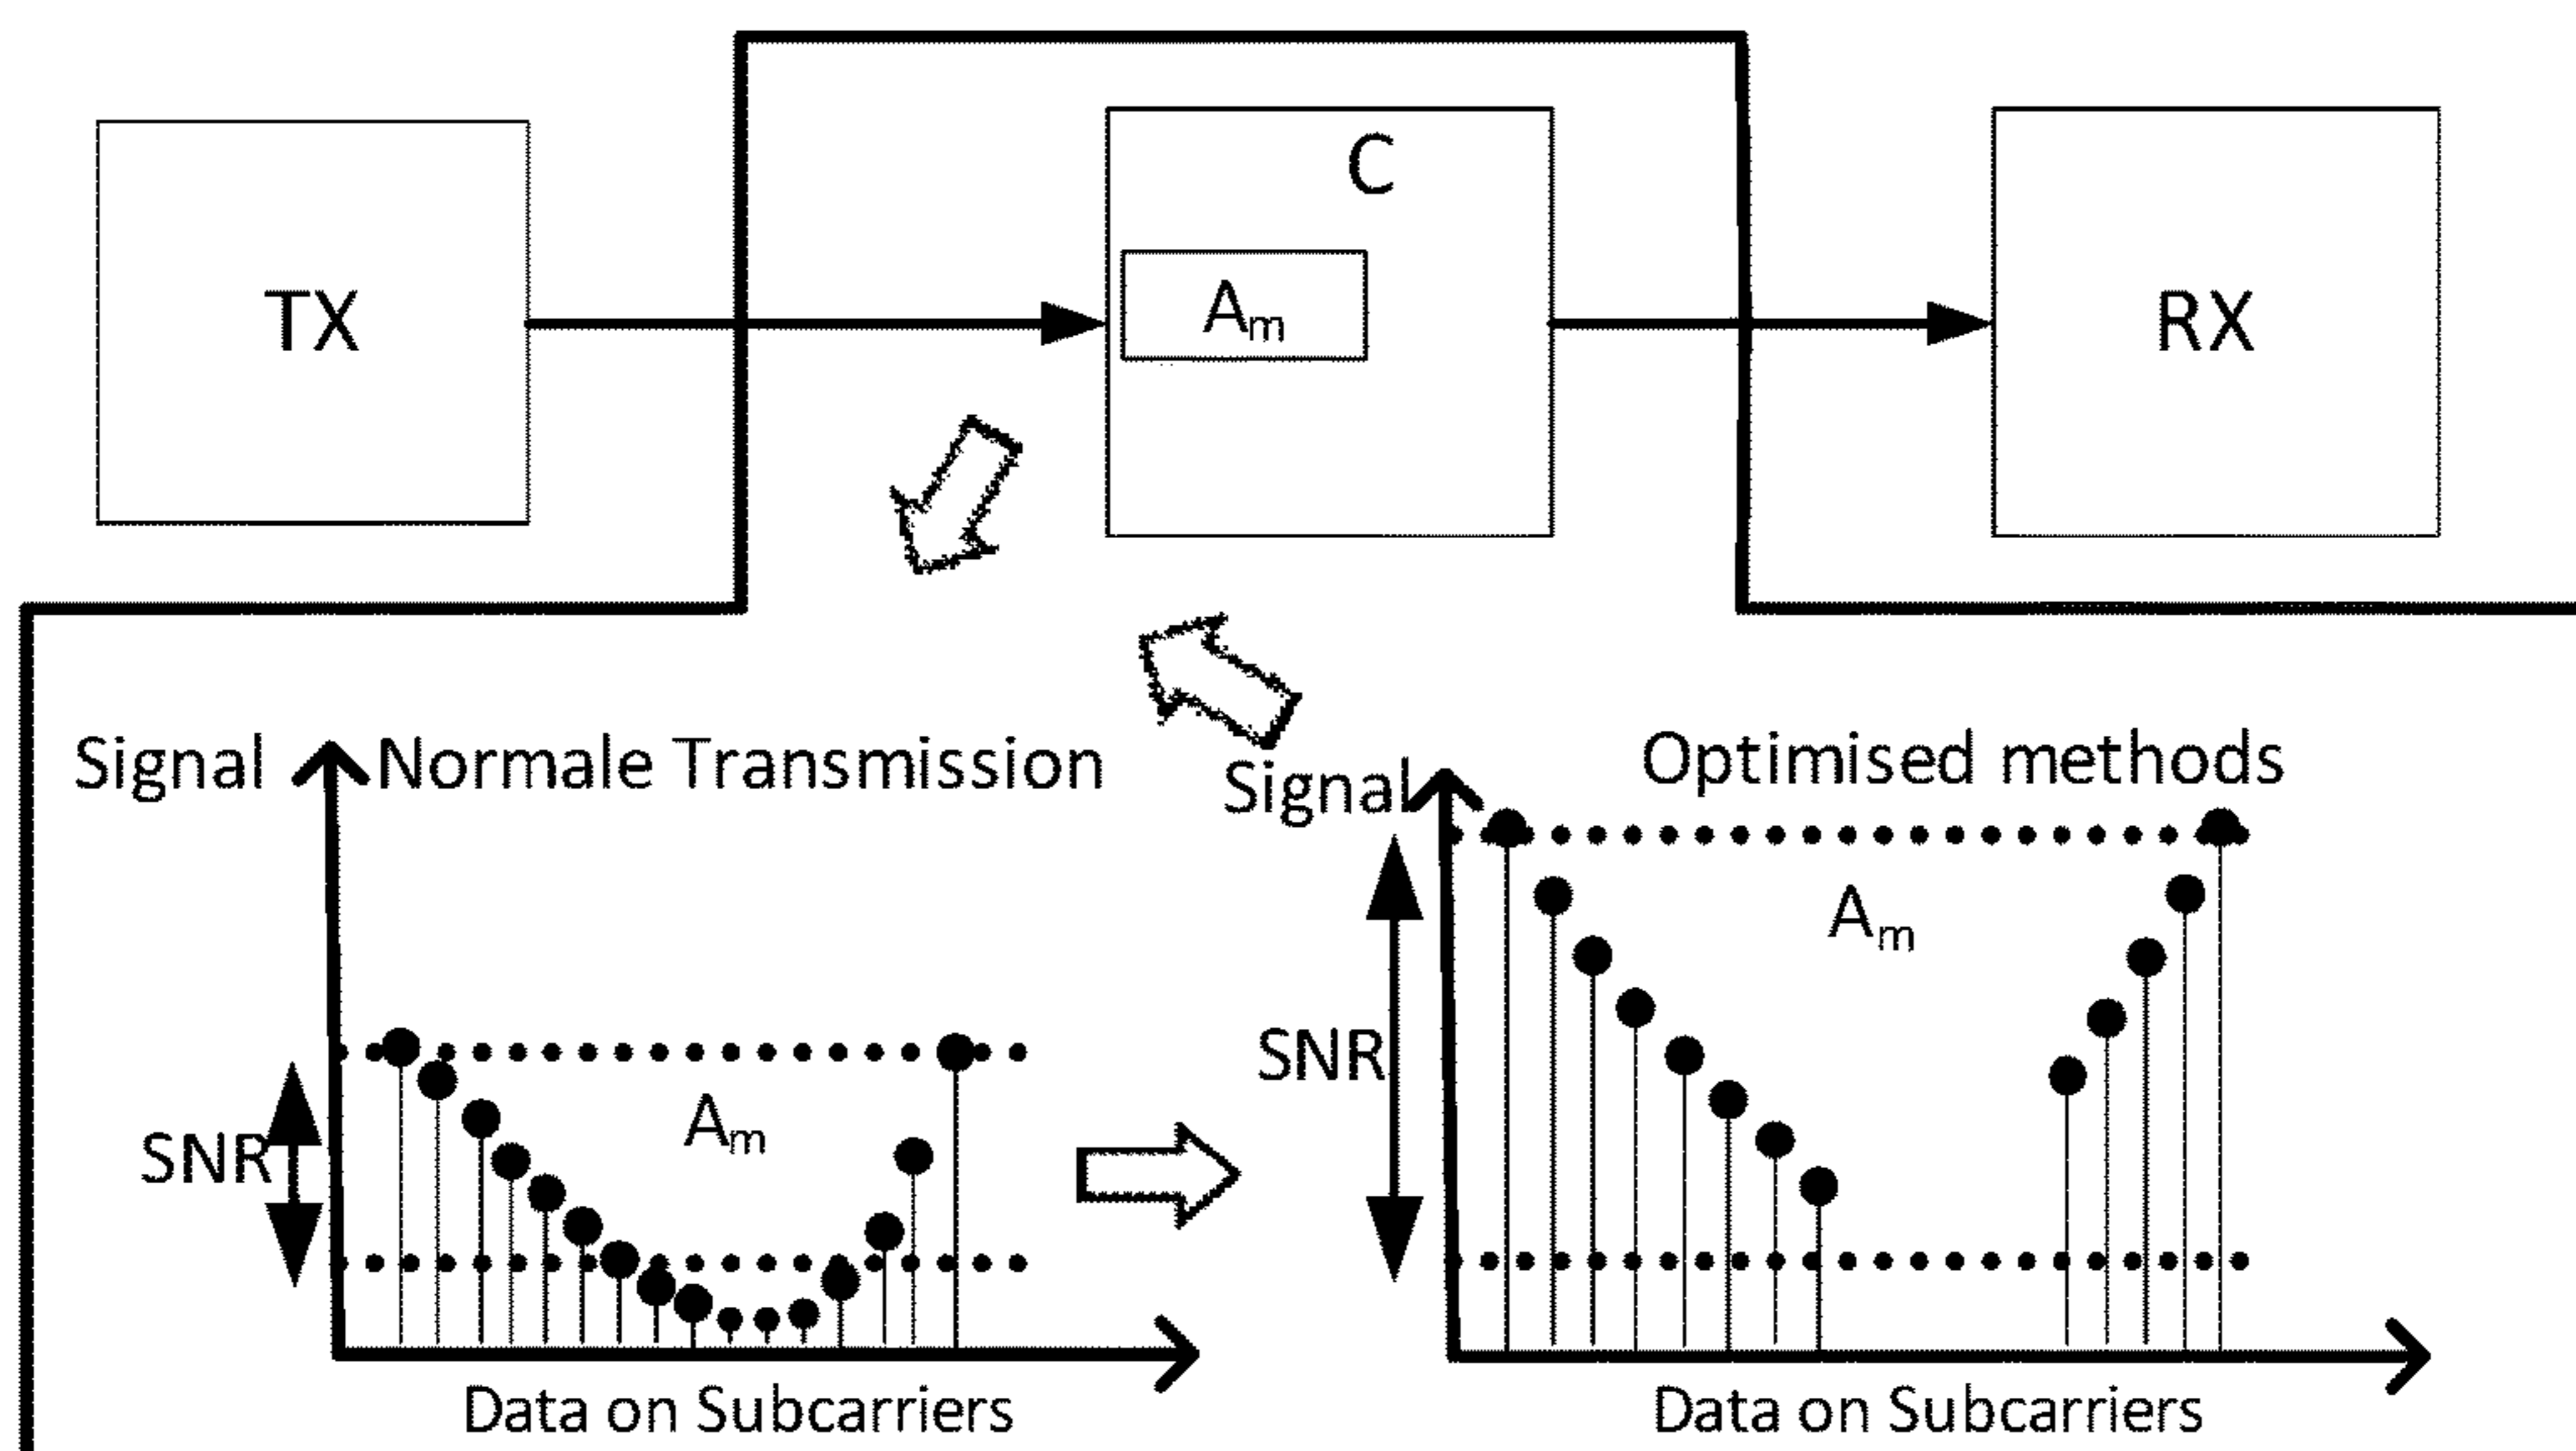 C
TX
Am
RX
Signal
Normale Transmission
Signal
Optimised methods
Am
SNR
Am
SNR
Data on Subcarriers
Data on Subcarriers